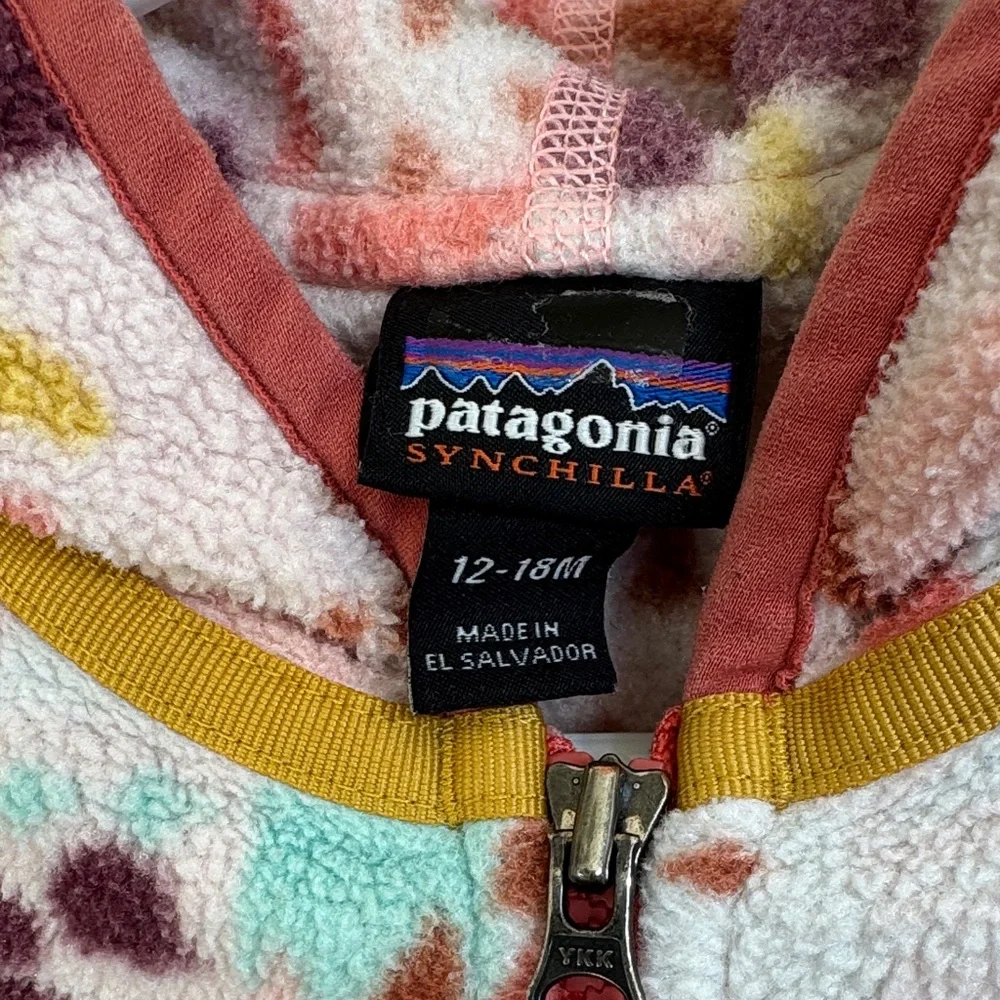 patagonia®
SYNCHILLA®
12-18M
MADE IN
EL SALVADOR
YKK